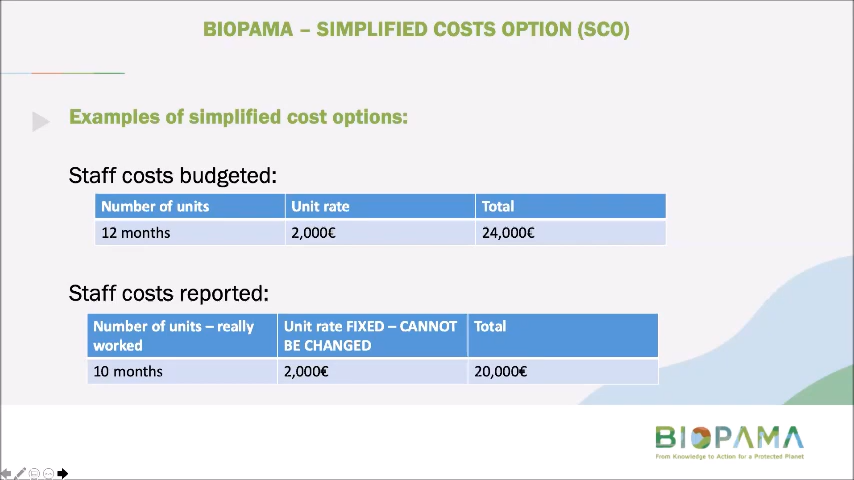 BIOPAMA – SIMPLIFIED COSTS OPTION (SCO)
Examples of simplified cost options:
Staff costs budgeted:
Number of units Unit rate Total
12 months 2,000€ 24,000€
Staff costs reported:
Number of units – really worked Unit rate FIXED – CANNOT BE CHANGED Total
10 months 2,000€ 20,000€
BIOPAMA
From Knowledge to Action for a Protected Planet